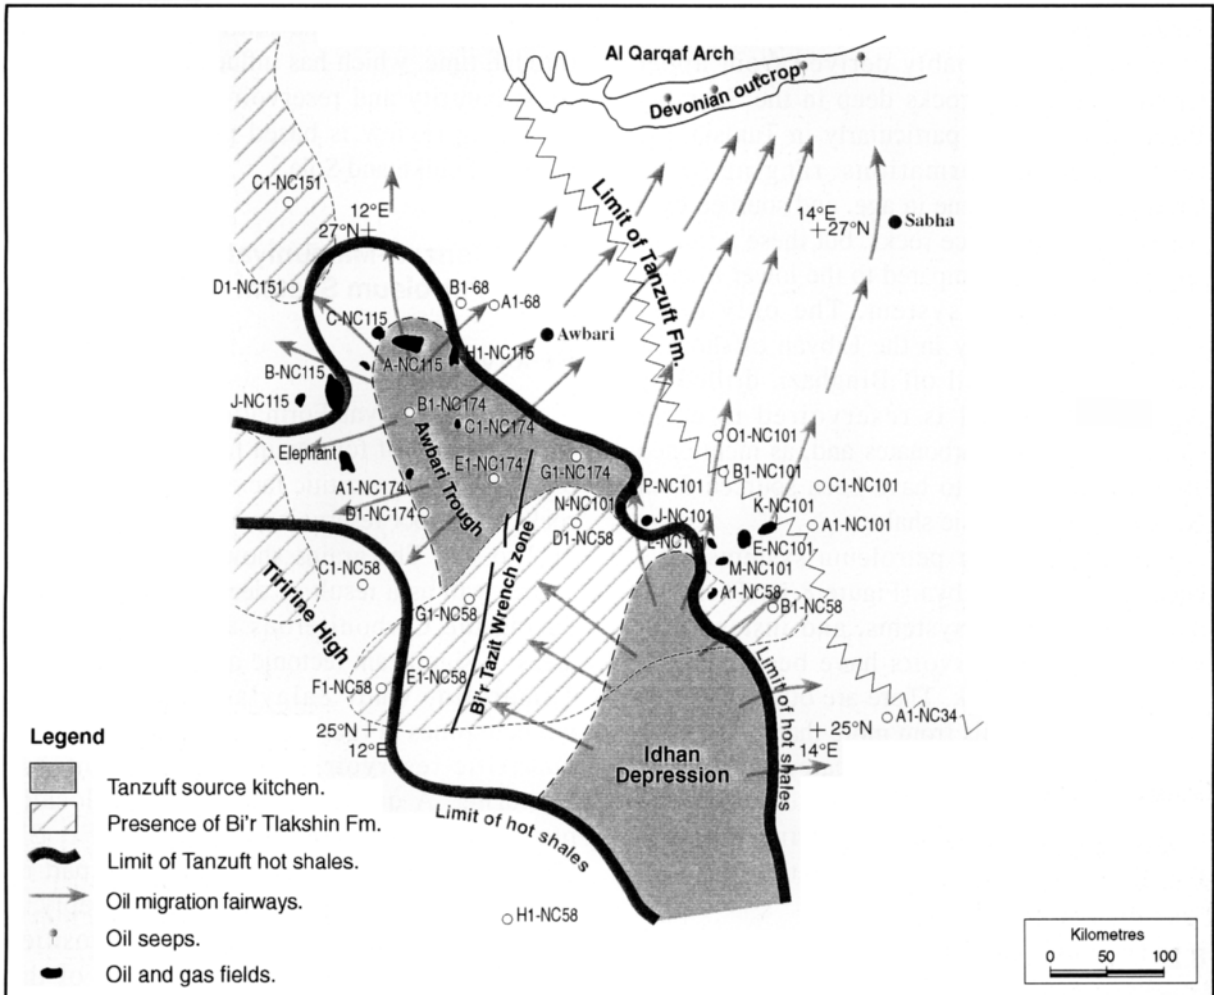 Al Qarqaf Arch
Devonian outcrop
C1-NC151
12°E
27°N
Limit of Tanzuft Fm.
14°E
27°N
Sabha
D1-NC151
B1-68
A1-68
C-NC115
Awbari
H1-NC115
A-NC115
B-NC115
J-NC115
B1-NC174
C1-NC174
Awbari Trough
O1-NC101
Elephant
E1-NC174
G1-NC174
B1-NC101
A1-NC174
P-NC101
C1-NC101
N-NC101
K-NC101
D1-NC174
J-NC101
A1-NC101
D1-NC58
L-NC101
E-NC101
M-NC101
C1-NC58
Tiririne High
A1-NC58
G1-NC58
B1-NC58
Bi'r Tazit Wrench zone
E1-NC58
F1-NC58
Limit of hot shales
A1-NC34
25°N
12°E
25°N
14°E
Idhan
Depression
Limit of hot shales
H1-NC58
Legend
Tanzuft source kitchen.
Presence of Bi'r Tlakshin Fm.
Limit of Tanzuft hot shales.
Oil migration fairways.
Oil seeps.
Oil and gas fields.
Kilometres
0 50 100